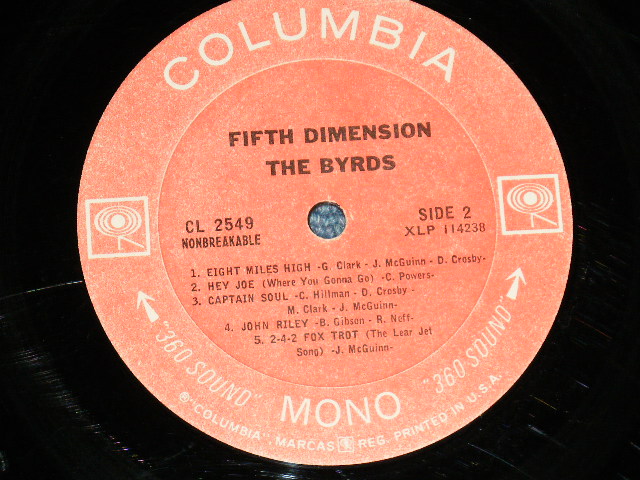 COLUMBIA
FIFTH DIMENSION
THE BYRDS
CL 2549
NONBREAKABLE
SIDE 2
XLP 114238
1. EIGHT MILES HIGH -G. Clark - J. McGuinn - D. Crosby-
2. HEY JOE (Where You Gonna Go) -C. Powers-
3. CAPTAIN SOUL -C. Hillman - D. Crosby -
M. Clark - J. McGuinn-
4. JOHN RILEY -B. Gibson - R. Neff-
5. 2-4-2 FOX TROT (The Lear Jet
Song) -J. McGuinn-
"360 SOUND"
MONO
"360 SOUND"
® "COLUMBIA", MARCAS REG. PRINTED IN U.S.A.